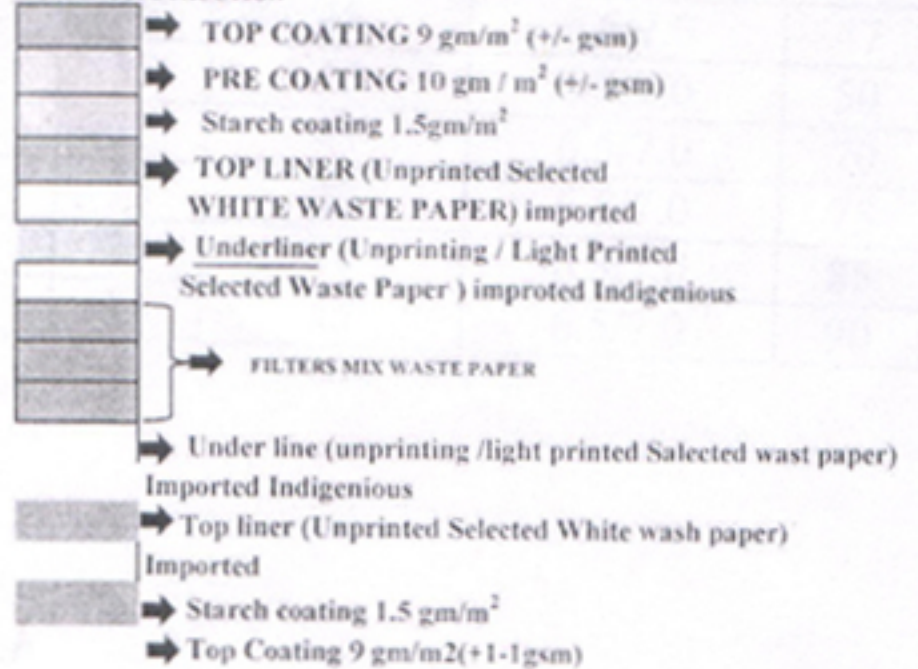 TOP COATING 9 gm/m² (+/- gsm)
PRE COATING 10 gm / m² (+/- gsm)
Starch coating 1.5gm/m²
TOP LINER (Unprinted Selected
WHITE WASTE PAPER) imported
Underliner (Unprinting / Light Printed
Selected Waste Paper ) improted Indigenious
FILTERS MIX WASTE PAPER
Under line (unprinting /light printed Salected wast paper)
Imported Indigenious
Top liner (Unprinted Selected White wash paper)
Imported
Starch coating 1.5 gm/m²
Top Coating 9 gm/m2(+1-1gsm)